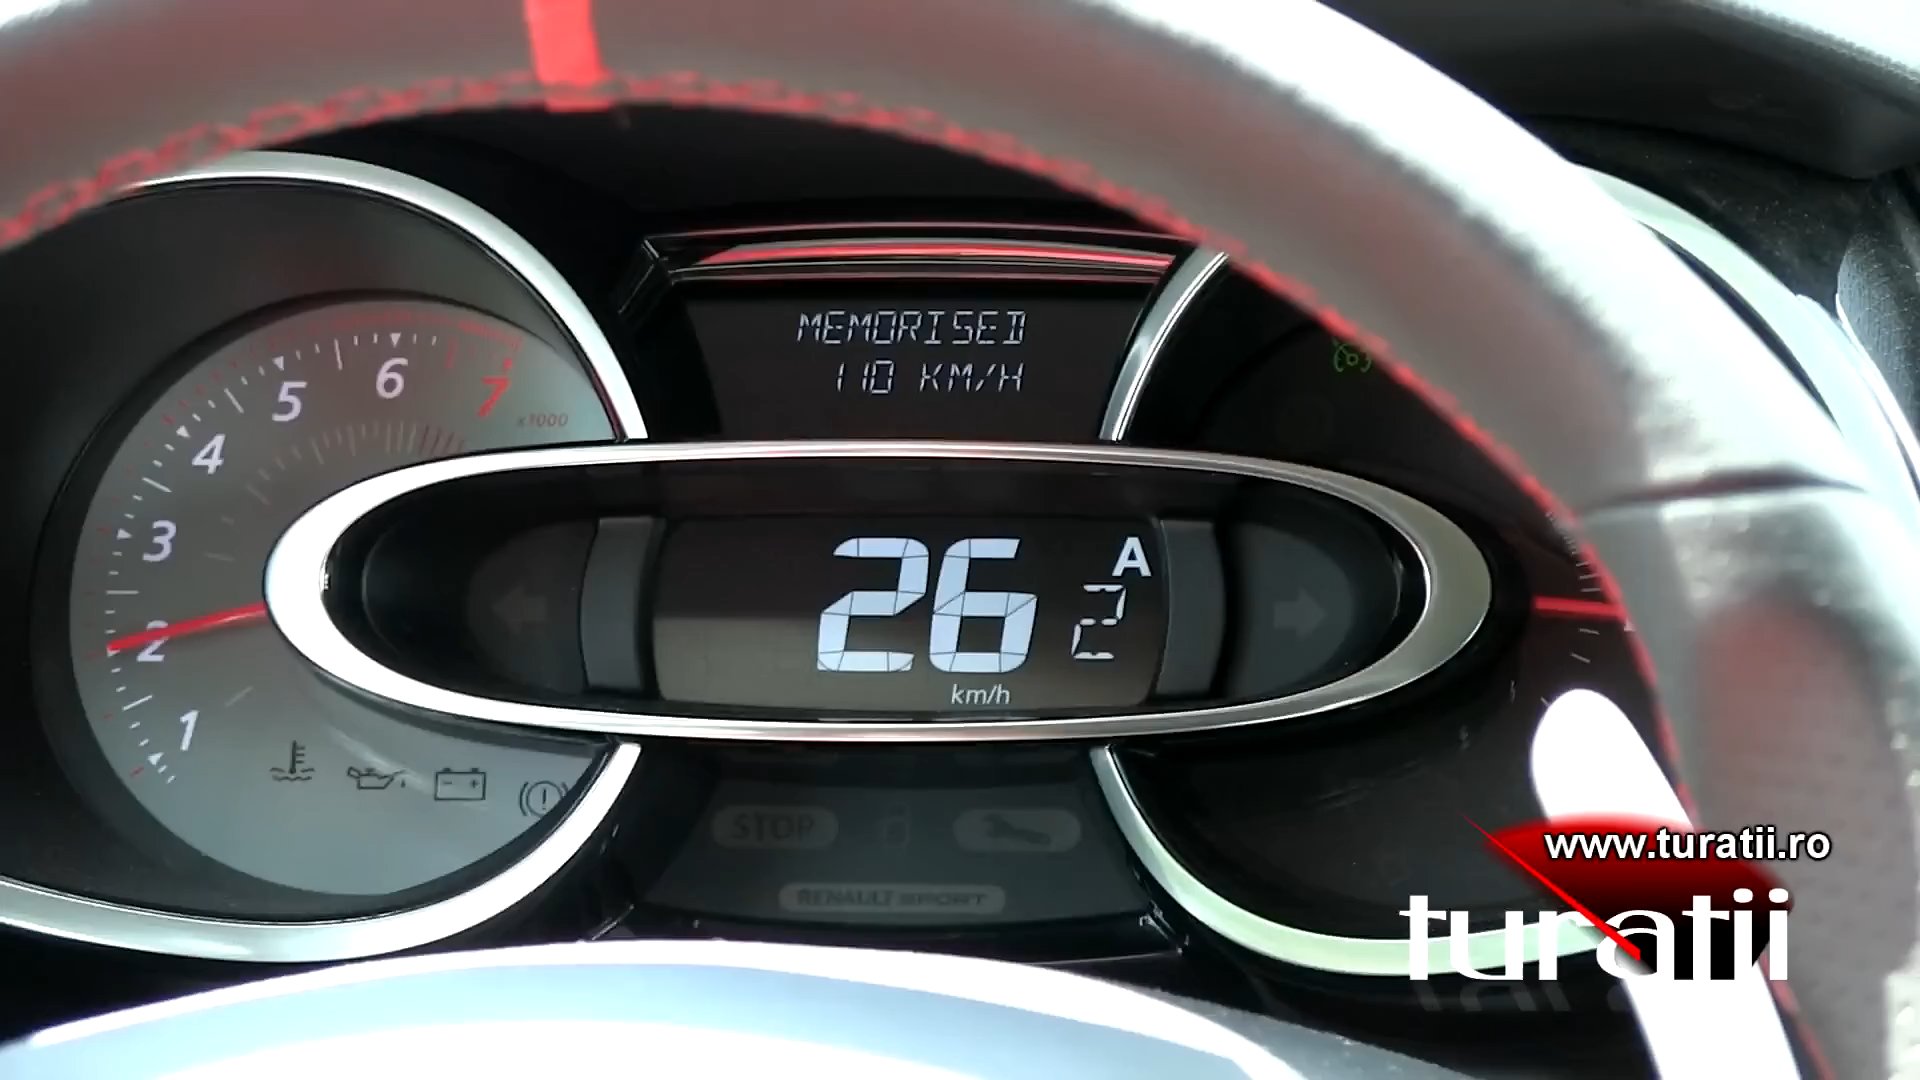 MEMORISED
110 KM/H
1
2
3
4
5
6
7
x1000
26
A
2
km/h
STOP
RENAULT SPORT
www.turatii.ro
turatii